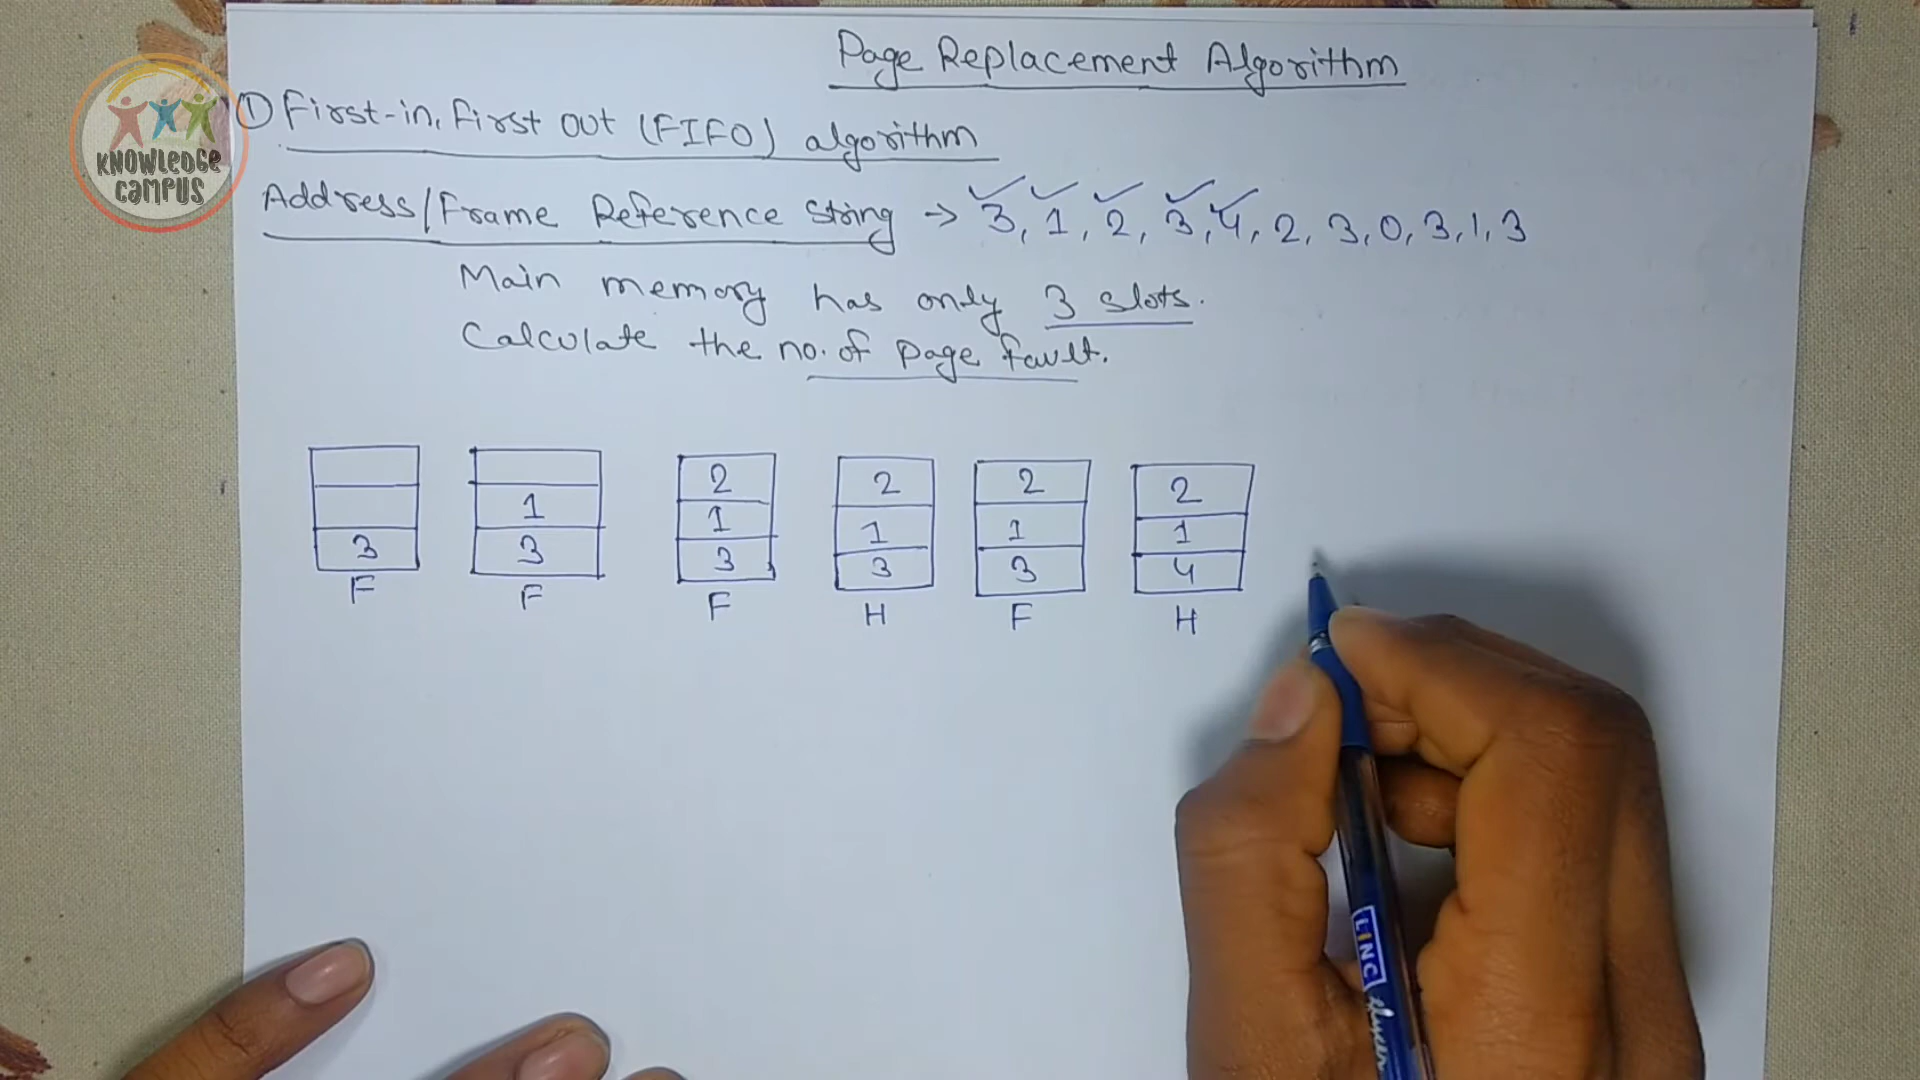 Page Replacement Algorithm
① First-in, First out (FIFO) algorithm
KNOWLEDGE
CAMPUS
Address/Frame Reference String → 3, 1, 2, 3, 4, 2, 3, 0, 3, 1, 3
Main memory has only 3 slots.
Calculate the no. of page fault.
2 2 2 2
1 1 1 1 1
3 3 3 3 3 4
F F F H F H
LINC